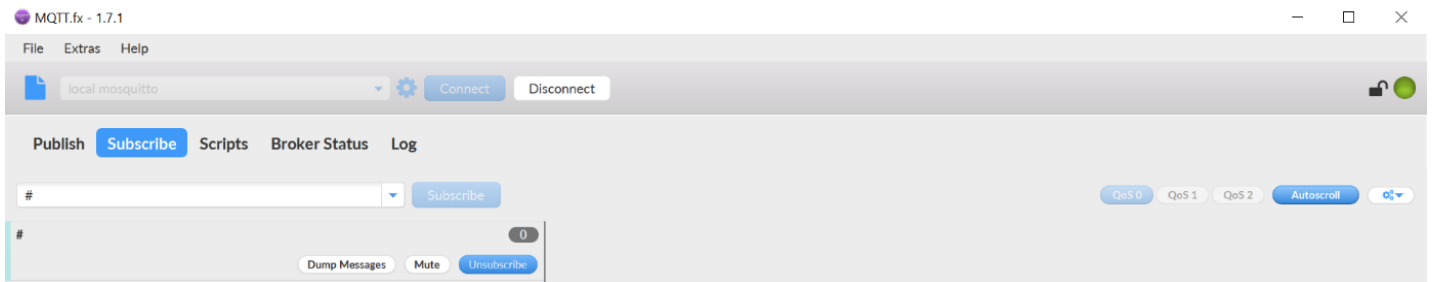 MQTT.fx - 1.7.1
File Extras Help
local mosquitto Connect Disconnect
Publish Subscribe Scripts Broker Status Log
# Subscribe QoS 0 QoS 1 QoS 2 Autoscroll
# 0
Dump Messages Mute Unsubscribe